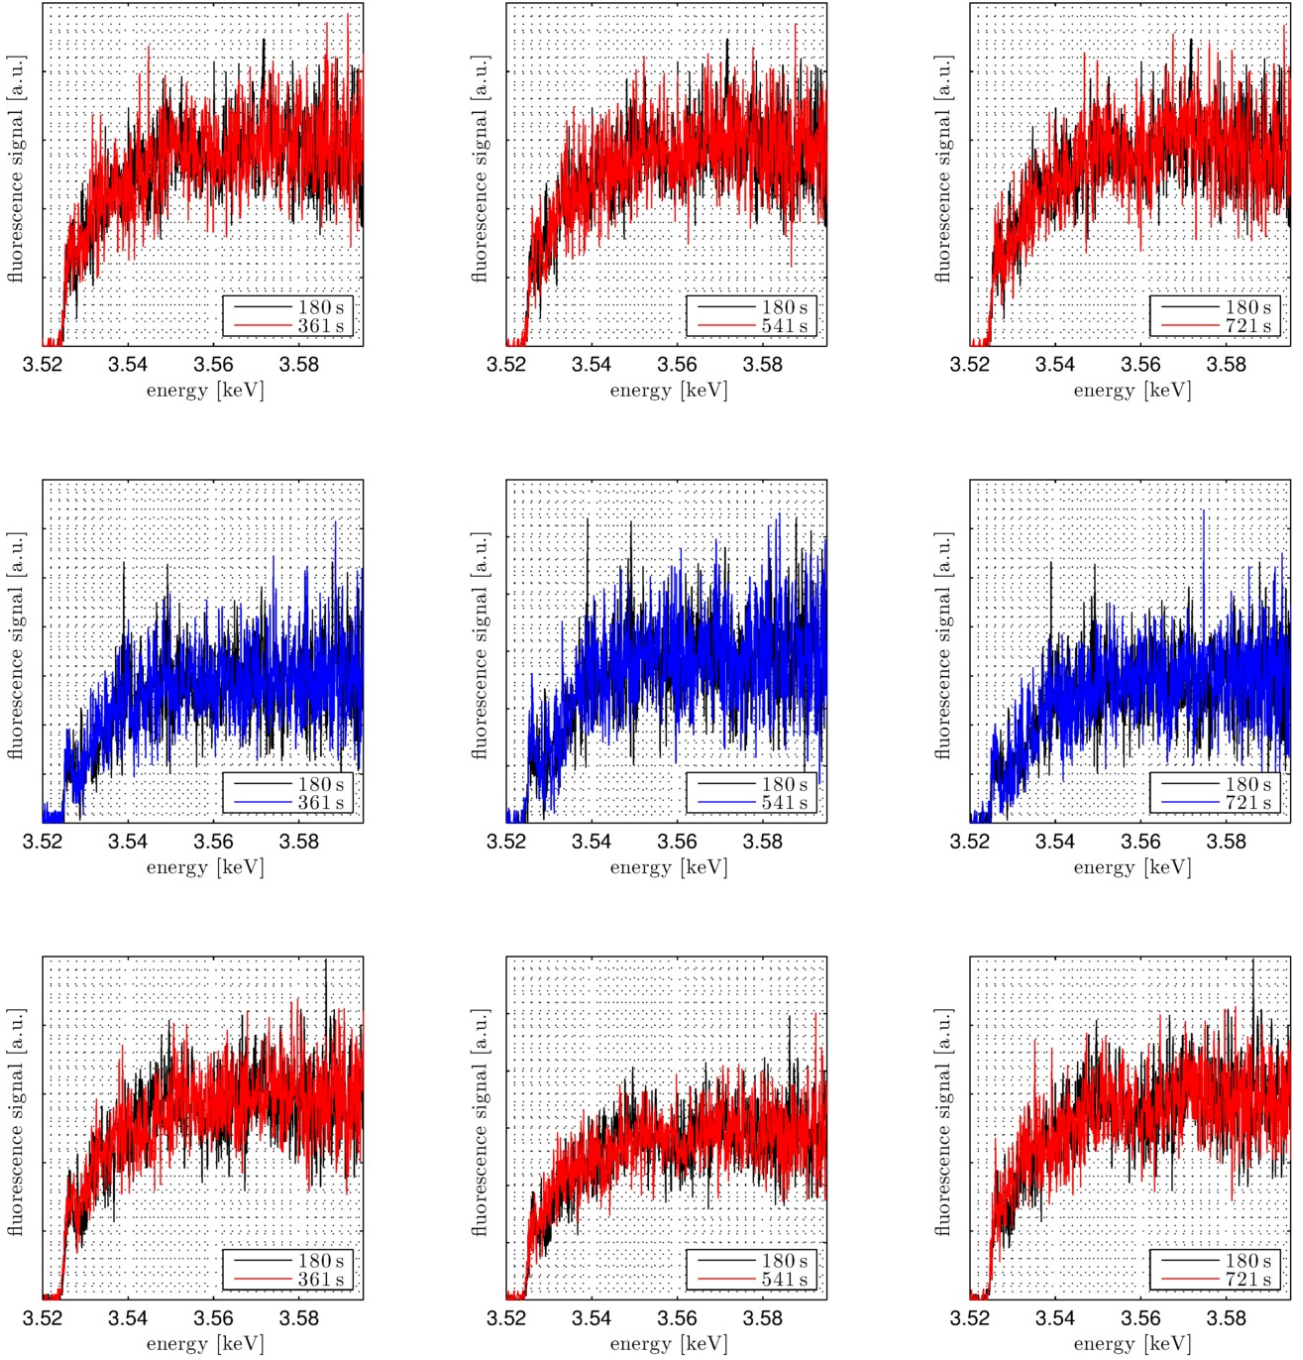 fluorescence signal [a.u.]
180 s
361 s
3.52 3.54 3.56 3.58
energy [keV]
fluorescence signal [a.u.]
180 s
541 s
3.52 3.54 3.56 3.58
energy [keV]
fluorescence signal [a.u.]
180 s
721 s
3.52 3.54 3.56 3.58
energy [keV]
fluorescence signal [a.u.]
180 s
361 s
3.52 3.54 3.56 3.58
energy [keV]
fluorescence signal [a.u.]
180 s
541 s
3.52 3.54 3.56 3.58
energy [keV]
fluorescence signal [a.u.]
180 s
721 s
3.52 3.54 3.56 3.58
energy [keV]
fluorescence signal [a.u.]
180 s
361 s
3.52 3.54 3.56 3.58
energy [keV]
fluorescence signal [a.u.]
180 s
541 s
3.52 3.54 3.56 3.58
energy [keV]
fluorescence signal [a.u.]
180 s
721 s
3.52 3.54 3.56 3.58
energy [keV]